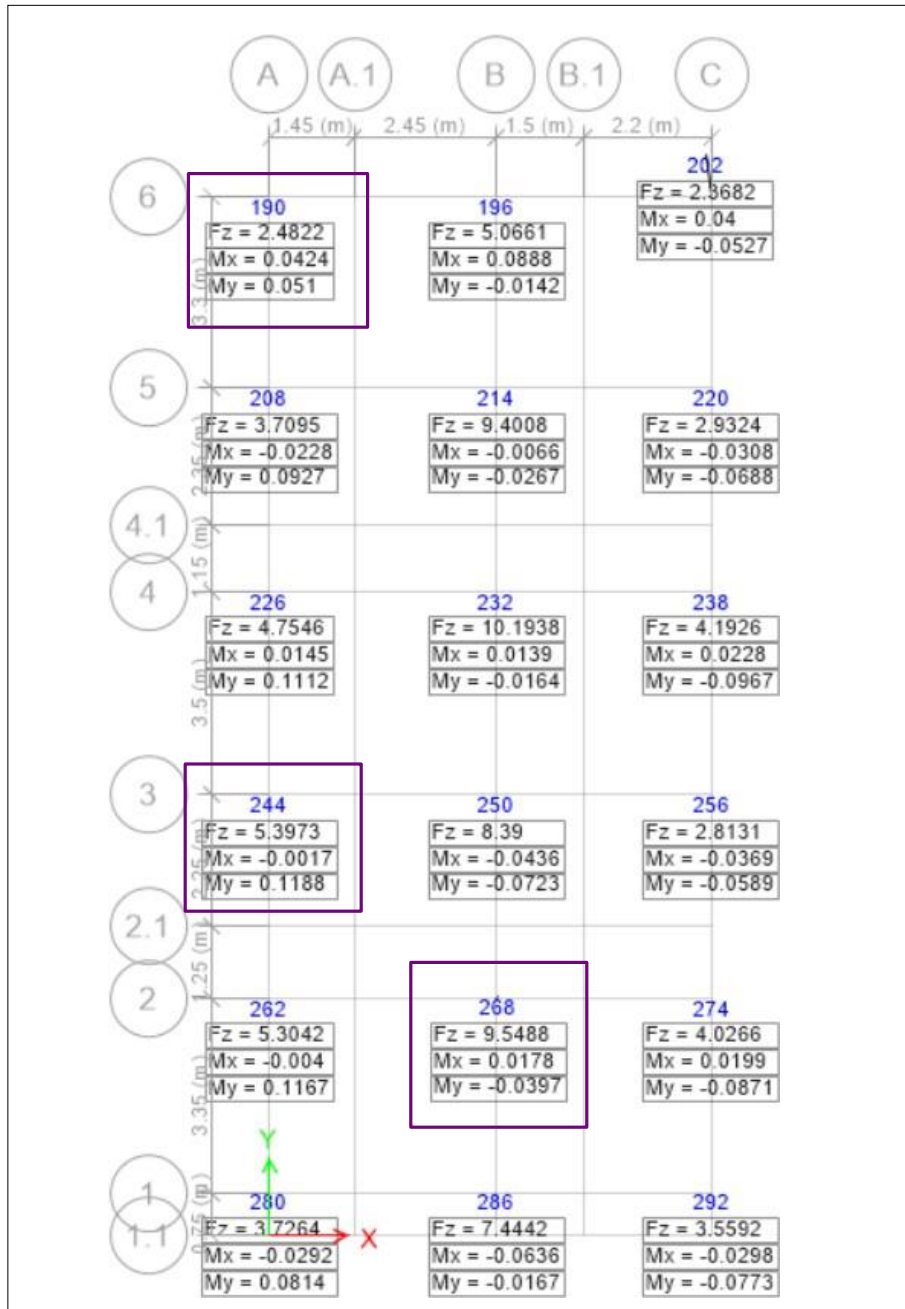 A A.1 B B.1 C
1.45 (m) 2.45 (m) 1.5 (m) 2.2 (m)
202
6 Fz = 2.3682
190 196 Mx = 0.04
Fz = 2.4822 Fz = 5.0661 My = -0.0527
Mx = 0.0424 Mx = 0.0888
My = 0.051 My = -0.0142
3.3 (m)
5
208 214 220
Fz = 3.7095 Fz = 9.4008 Fz = 2.9324
Mx = -0.0228 Mx = -0.0066 Mx = -0.0308
My = 0.0927 My = -0.0267 My = -0.0688
2.35 (m)
4.1
1.15 (m)
4
226 232 238
Fz = 4.7546 Fz = 10.1938 Fz = 4.1926
Mx = 0.0145 Mx = 0.0139 Mx = 0.0228
My = 0.1112 My = -0.0164 My = -0.0967
3.5 (m)
3
244 250 256
Fz = 5.3973 Fz = 8.39 Fz = 2.8131
Mx = -0.0017 Mx = -0.0436 Mx = -0.0369
My = 0.1188 My = -0.0723 My = -0.0589
2.25 (m)
2.1
1.25 (m)
2
262 268 274
Fz = 5.3042 Fz = 9.5488 Fz = 4.0266
Mx = -0.004 Mx = 0.0178 Mx = 0.0199
My = 0.1167 My = -0.0397 My = -0.0871
3.35 (m)
Y
1
280 286 292
0.75 (m)
1.1 X
Fz = 3.7264 Fz = 7.4442 Fz = 3.5592
Mx = -0.0292 Mx = -0.0636 Mx = -0.0298
My = 0.0814 My = -0.0167 My = -0.0773